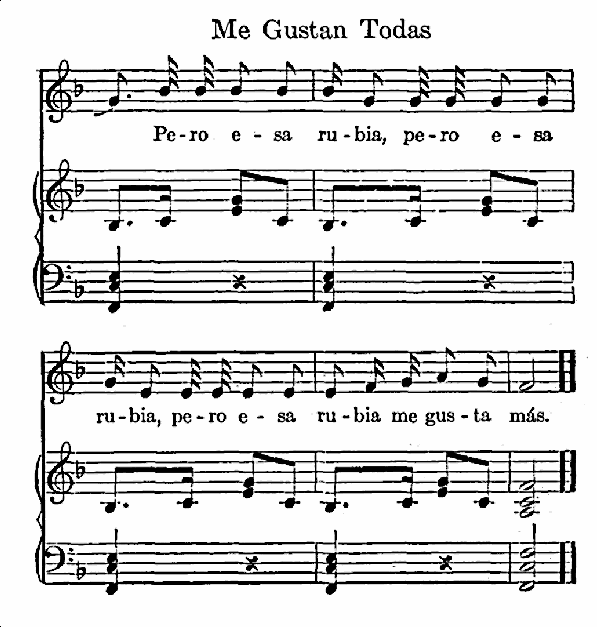 Me Gustan Todas
Pe-ro e-sa ru-bia, pe-ro e-sa
ru-bia, pe-ro e-sa ru-bia me gus-ta más.